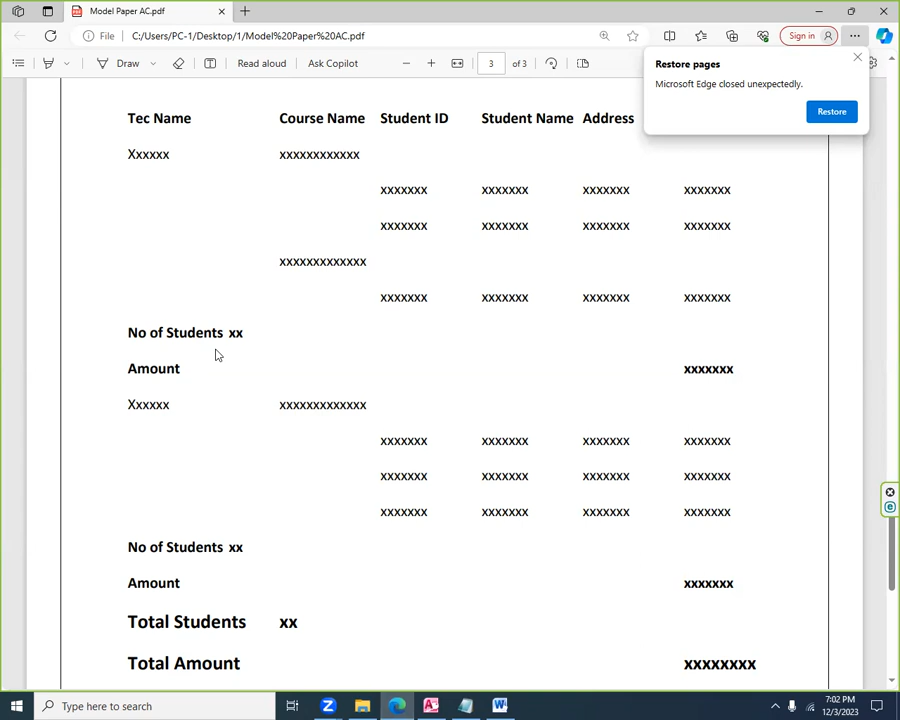 Model Paper AC.pdf
File C:/Users/PC-1/Desktop/1/Model%20Paper%20AC.pdf Sign in
Draw Read aloud Ask Copilot 3 of 3
Restore pages
Microsoft Edge closed unexpectedly.
Restore
Tec Name Course Name Student ID Student Name Address
Xxxxxx xxxxxxxxxxxx
xxxxxxx xxxxxxx xxxxxxx xxxxxxx
xxxxxxx xxxxxxx xxxxxxx xxxxxxx
xxxxxxxxxxxxx
xxxxxxx xxxxxxx xxxxxxx xxxxxxx
No of Students xx
Amount xxxxxxx
Xxxxxx xxxxxxxxxxxxx
xxxxxxx xxxxxxx xxxxxxx xxxxxxx
xxxxxxx xxxxxxx xxxxxxx xxxxxxx
xxxxxxx xxxxxxx xxxxxxx xxxxxxx
No of Students xx
Amount xxxxxxx
Total Students xx
Total Amount xxxxxxxx
Type here to search
7:02 PM
12/3/2023